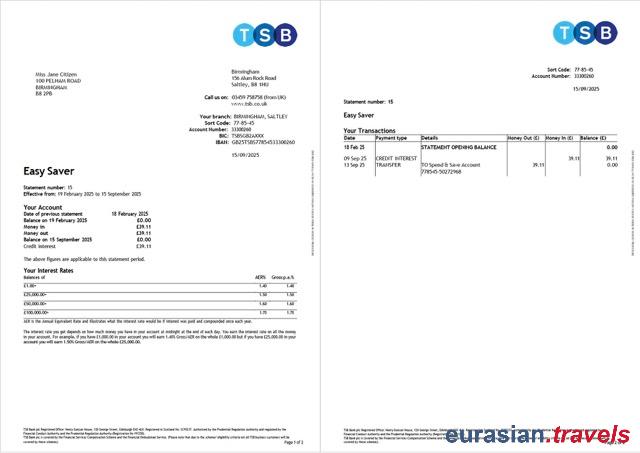 TSB
Miss Jane Citizen
100 PELHAM ROAD
BIRMINGHAM
B8 2PB
Birmingham
156 Alum Rock Road
Saltley, B8 1HU
Call us on: 03459 758758 (from UK)
www.tsb.co.uk
Your branch: BIRMINGHAM, SALTLEY
Sort Code: 77-85-45
Account Number: 33300260
BIC: TSBSGB2AXXX
IBAN: GB25TSBS77854533300260
15/09/2025
Easy Saver
Statement number: 15
Effective from: 19 February 2025 to 15 September 2025
Your Account
Date of previous statement 18 February 2025
Balance on 19 February 2025 £0.00
Money in £39.11
Money out £39.11
Balance on 15 September 2025 £0.00
Credit interest £39.11
The above figures are applicable to this statement period.
Your Interest Rates
Balances of AER% Gross p.a.%
£1.00+ 1.40 1.40
£25,000.00+ 1.50 1.50
£50,000.00+ 1.60 1.60
£100,000.00+ 1.70 1.70
AER is the Annual Equivalent Rate and illustrates what the interest rate would be if interest was paid and compounded once each year.
The interest rate you get depends on how much money you have in your account at midnight at the end of each day. You earn the interest rate on all the money
in your account. For example, if you have £1,000.00 in your account you will earn 1.40% Gross/AER on the whole £1,000.00 but if you have £25,000.00 in your
account you will earn 1.50% Gross/AER on the whole £25,000.00.
Page 1 of 2
TSB
Sort Code: 77-85-45
Account Number: 33300260
15/09/2025
Statement number: 15
Easy Saver
Your Transactions
Date Payment type Details Money Out (£) Money In (£) Balance (£)
18 Feb 25 STATEMENT OPENING BALANCE 0.00
09 Sep 25 CREDIT INTEREST 39.11 39.11
13 Sep 25 TRANSFER TO Spend & Save Account 39.11 0.00
778545-50272968
eurasian.travels